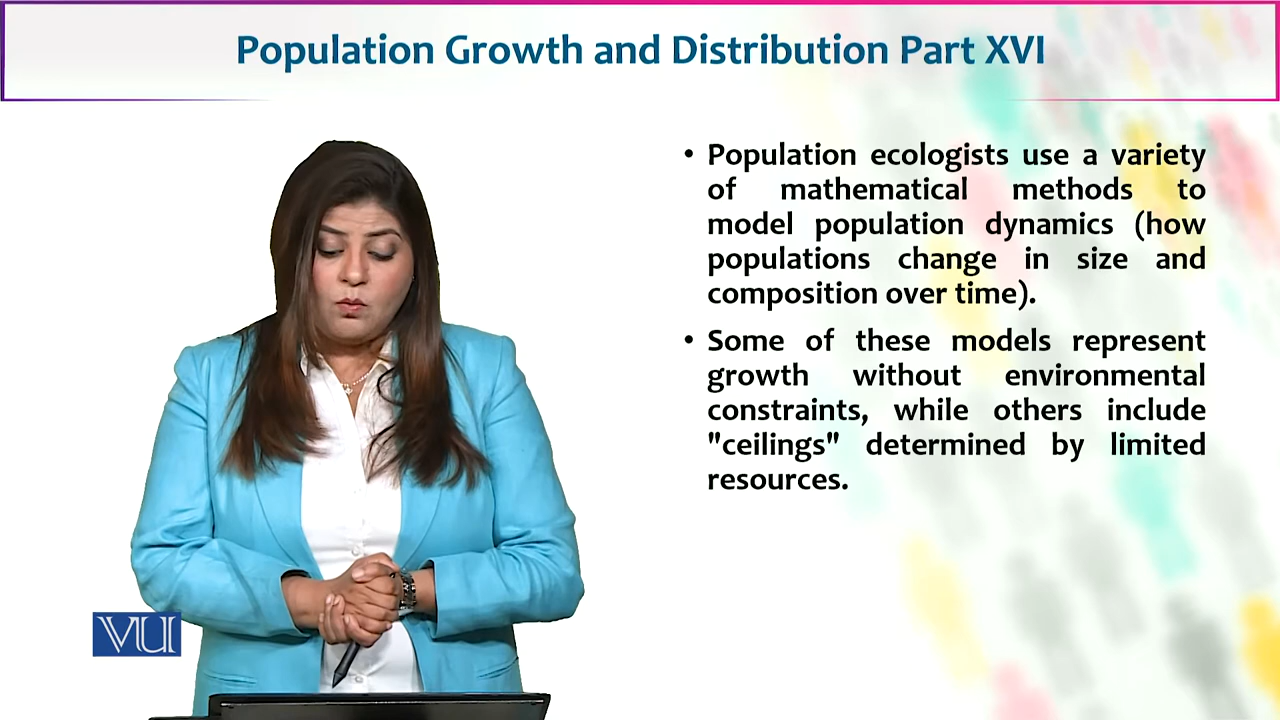 Population Growth and Distribution Part XVI
• Population ecologists use a variety
of mathematical methods to
model population dynamics (how
populations change in size and
composition over time).
• Some of these models represent
growth without environmental
constraints, while others include
"ceilings" determined by limited
resources.
VU